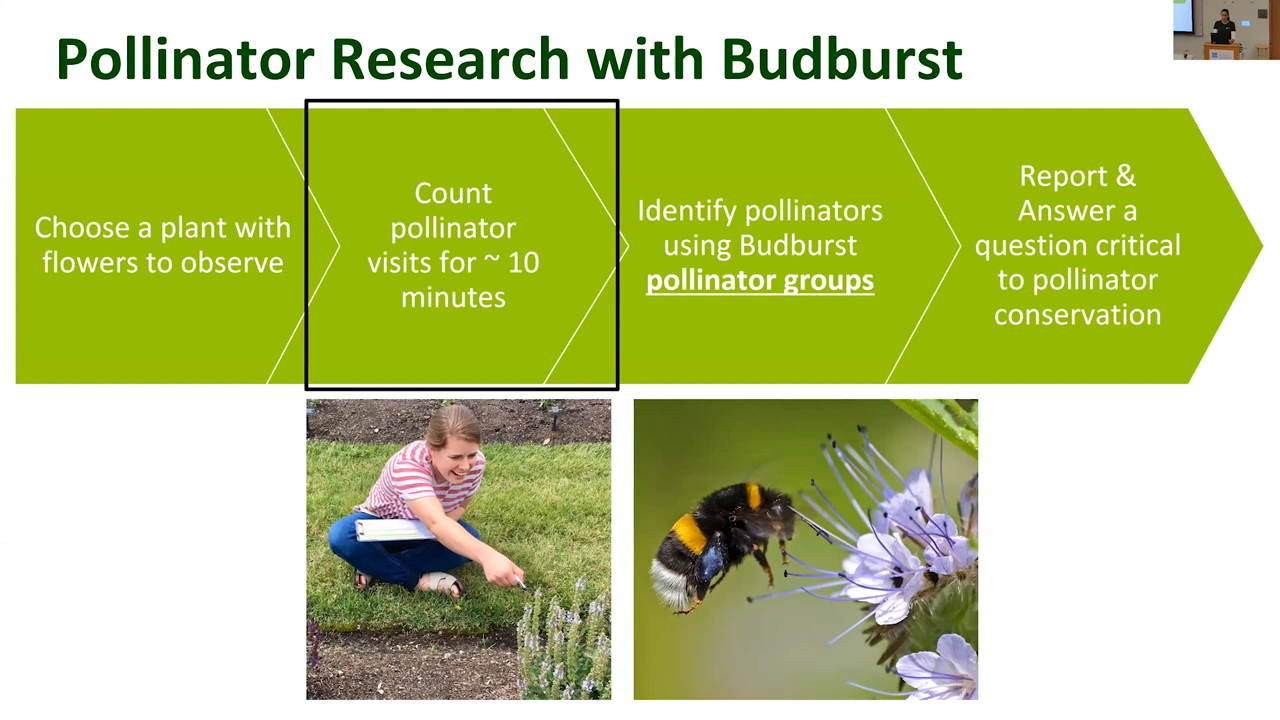 Pollinator Research with Budburst
Choose a plant with
flowers to observe
Count
pollinator
visits for ~ 10
minutes
Identify pollinators
using Budburst
pollinator groups
Report &
Answer a
question critical
to pollinator
conservation